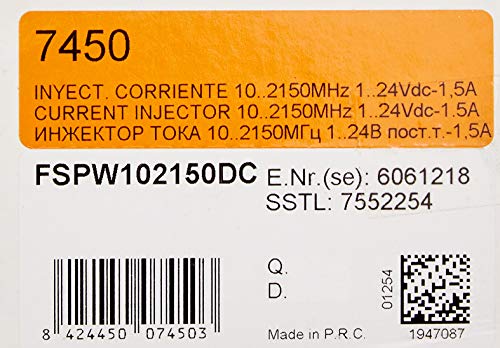 7450
INYECT. CORRIENTE 10..2150MHz 1..24Vdc-1,5A
CURRENT INJECTOR 10..2150MHz 1..24Vdc-1,5A
ИНЖЕКТОР ТОКА 10..2150МГц 1..24В пост.т.-1,5А
FSPW102150DC
E.Nr.(se): 6061218
SSTL: 7552254
Q.
D.
01254
8 424450 074503
Made in P.R.C.
1947087